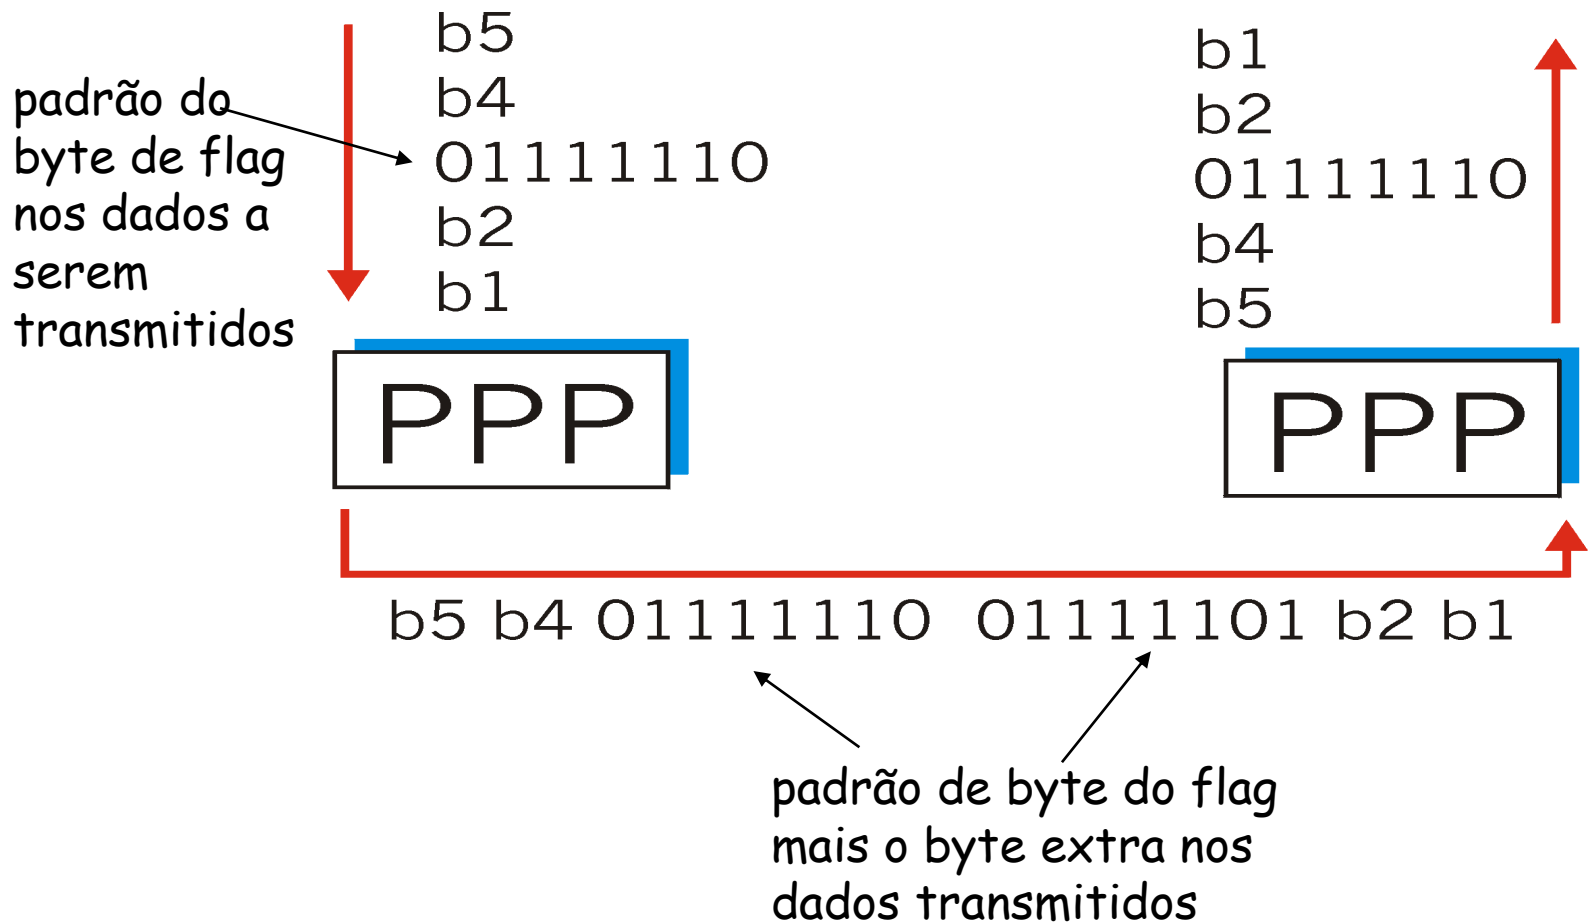 padrão do
byte de flag
nos dados a
serem
transmitidos
b5
b4
01111110
b2
b1
PPP
b1
b2
01111110
b4
b5
PPP
b5 b4 01111110 01111101 b2 b1
padrão de byte do flag
mais o byte extra nos
dados transmitidos